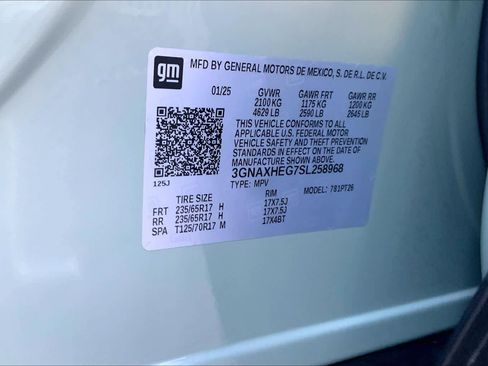 gm
MFD BY GENERAL MOTORS DE MEXICO, S. DE R.L. DE C.V.
01/25 GVWR GAWR FRT GAWR RR
2100 KG 1175 KG 1200 KG
4629 LB 2590 LB 2645 LB
THIS VEHICLE CONFORMS TO ALL
APPLICABLE U.S. FEDERAL MOTOR
VEHICLE SAFETY AND THEFT
PREVENTION STANDARDS IN
EFFECT ON THE DATE OF
MANUFACTURE SHOWN ABOVE.
3GNAXHEG7SL258968
TYPE: MPV MODEL: 781PT26
125J
TIRE SIZE RIM
FRT 235/65R17 H 17X7.5J
RR 235/65R17 H 17X7.5J
SPA T125/70R17 M 17X4BT